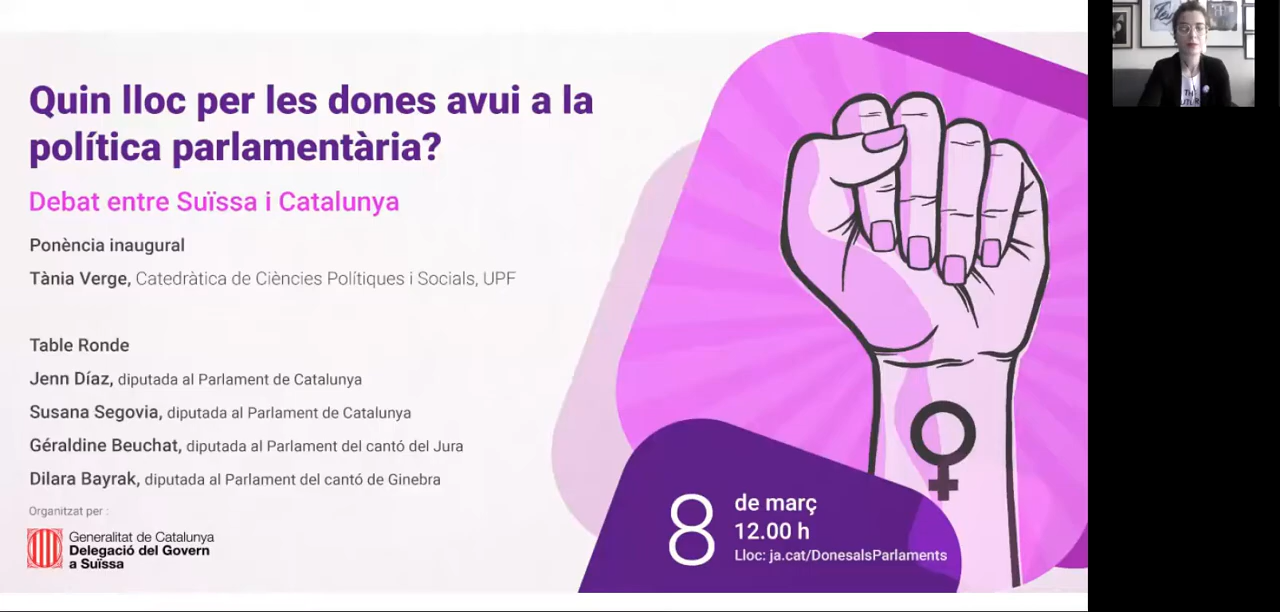 Quin lloc per les dones avui a la
política parlamentària?
Debat entre Suïssa i Catalunya
Ponència inaugural
Tània Verge, Catedràtica de Ciències Polítiques i Socials, UPF
Table Ronde
Jenn Díaz, diputada al Parlament de Catalunya
Susana Segovia, diputada al Parlament de Catalunya
Géraldine Beuchat, diputada al Parlament del cantó del Jura
Dilara Bayrak, diputada al Parlament del cantó de Ginebra
Organitzat per :
Generalitat de Catalunya
Delegació del Govern
a Suïssa
8 de març
12.00 h
Lloc: ja.cat/DonesalsParlaments